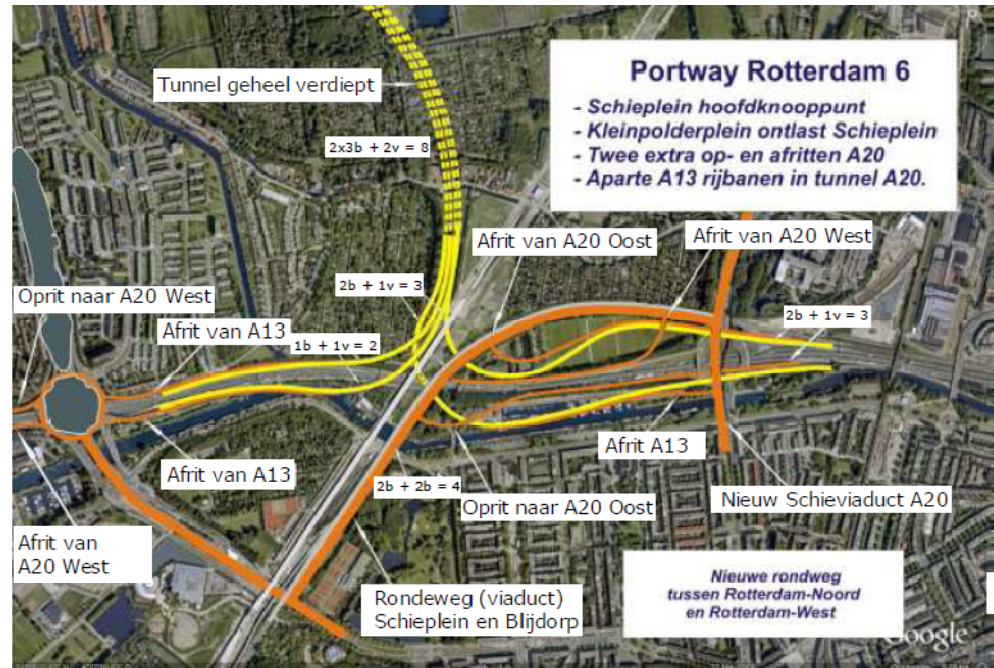 Portway Rotterdam 6
- Schieplein hoofdknooppunt
- Kleinpolderplein ontlast Schieplein
- Twee extra op- en afritten A20
- Aparte A13 rijbanen in tunnel A20.
Tunnel geheel verdiept
2x3b + 2v = 8
Afrit van A20 Oost
Afrit van A20 West
2b + 1v = 3
Oprit naar A20 West
Afrit van A13
1b + 1v = 2
2b + 1v = 3
Afrit van A13
2b + 2b = 4
Afrit A13
Oprit naar A20 Oost
Nieuw Schieviaduct A20
Afrit van
A20 West
Rondeweg (viaduct)
Schieplein en Blijdorp
Nieuwe rondweg
tussen Rotterdam-Noord
en Rotterdam-West
Google